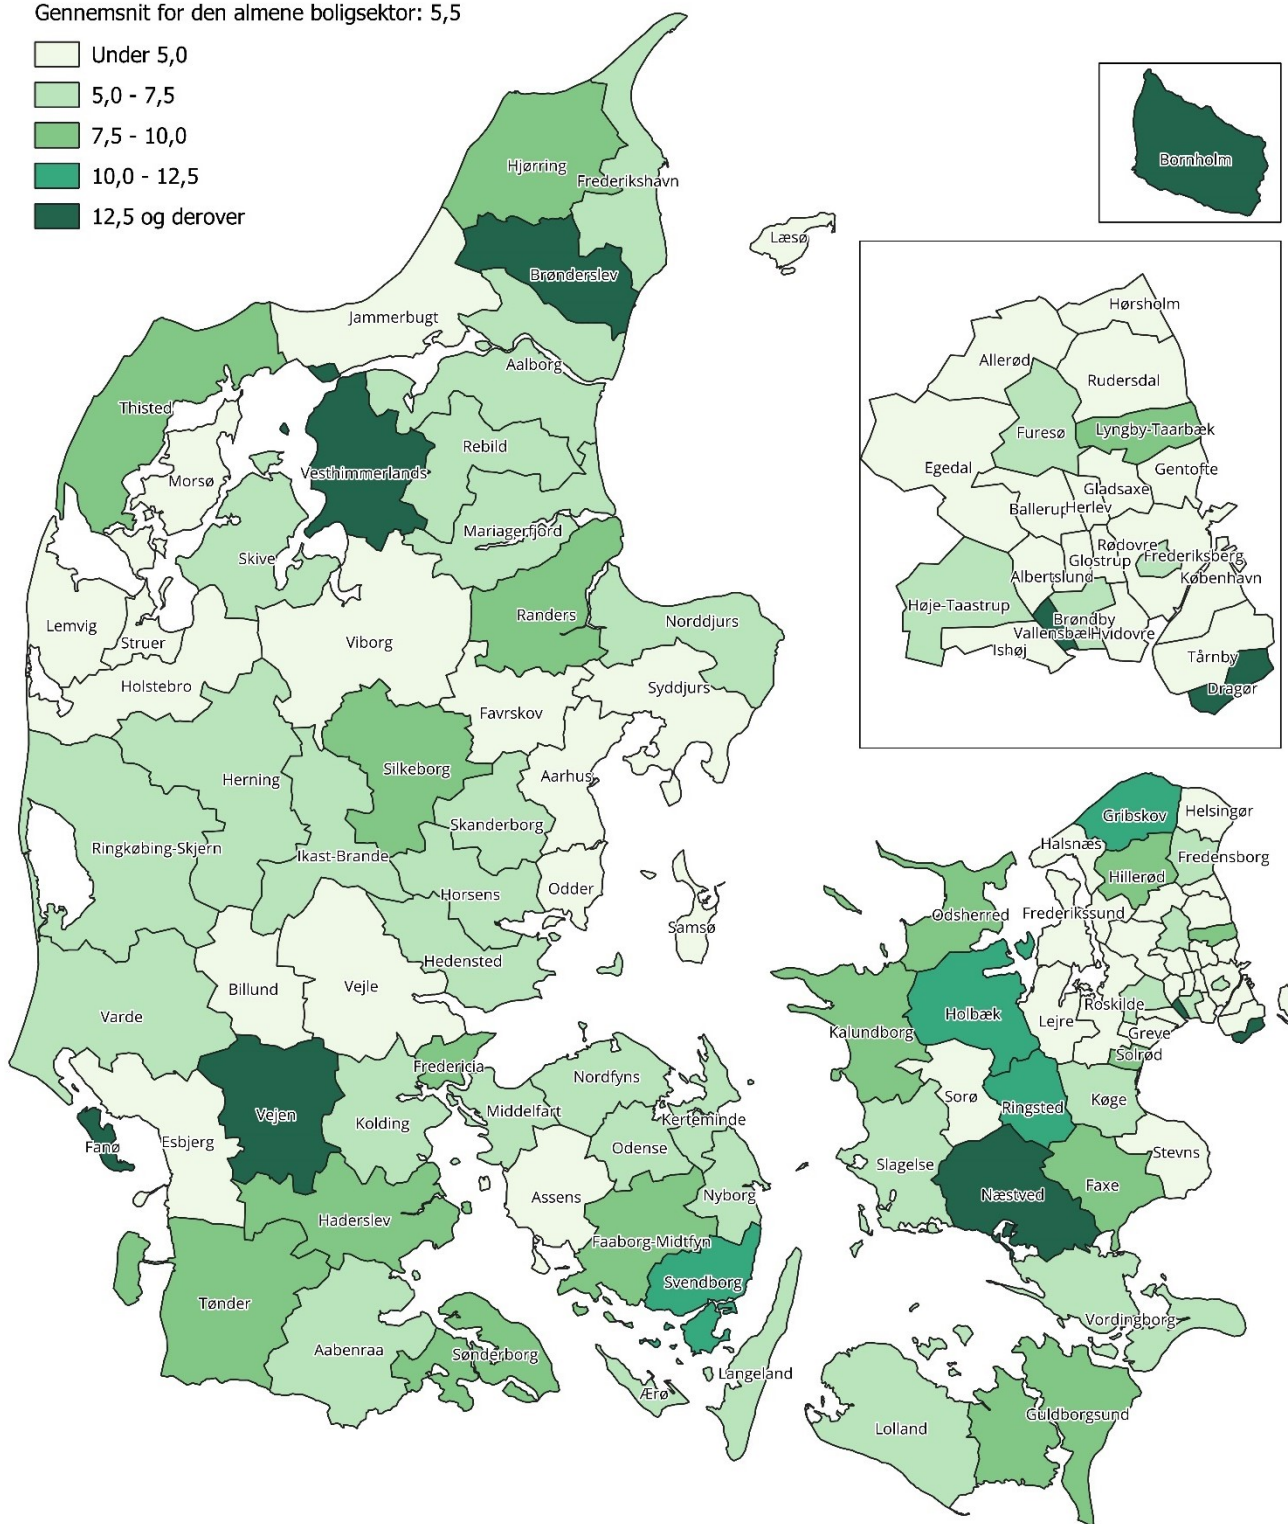 Gennemsnit for den almene boligsektor: 5,5
Under 5,0
5,0 - 7,5
7,5 - 10,0
10,0 - 12,5
12,5 og derover
Hjørring
Frederikshavn
Brønderslev
Læsø
Jammerbugt
Aalborg
Thisted
Rebild
Vesthimmerlands
Morsø
Mariagerfjord
Skive
Randers
Norddjurs
Lemvig
Struer
Viborg
Holstebro
Syddjurs
Favrskov
Silkeborg
Aarhus
Herning
Skanderborg
Ringkøbing-Skjern
Ikast-Brande
Horsens
Odder
Samsø
Hedensted
Billund
Vejle
Varde
Fredericia
Nordfyns
Middelfart
Kerteminde
Vejen
Kolding
Fanø
Esbjerg
Odense
Assens
Nyborg
Haderslev
Faaborg-Midtfyn
Svendborg
Tønder
Aabenraa
Sønderborg
Langeland
Ærø
Bornholm
Hørsholm
Allerød
Rudersdal
Furesø
Lyngby-Taarbæk
Egedal
Gentofte
Gladsaxe
Ballerup
Herlev
Rødovre
Frederiksberg
Glostrup
Albertslund
København
Høje-Taastrup
Brøndby
Vallensbæk
Hvidovre
Ishøj
Tårnby
Dragør
Gribskov
Helsingør
Halsnæs
Fredensborg
Hillerød
Odsherred
Frederikssund
Holbæk
Roskilde
Lejre
Kalundborg
Greve
Solrød
Sorø
Ringsted
Køge
Stevns
Slagelse
Næstved
Faxe
Vordingborg
Guldborgsund
Lolland